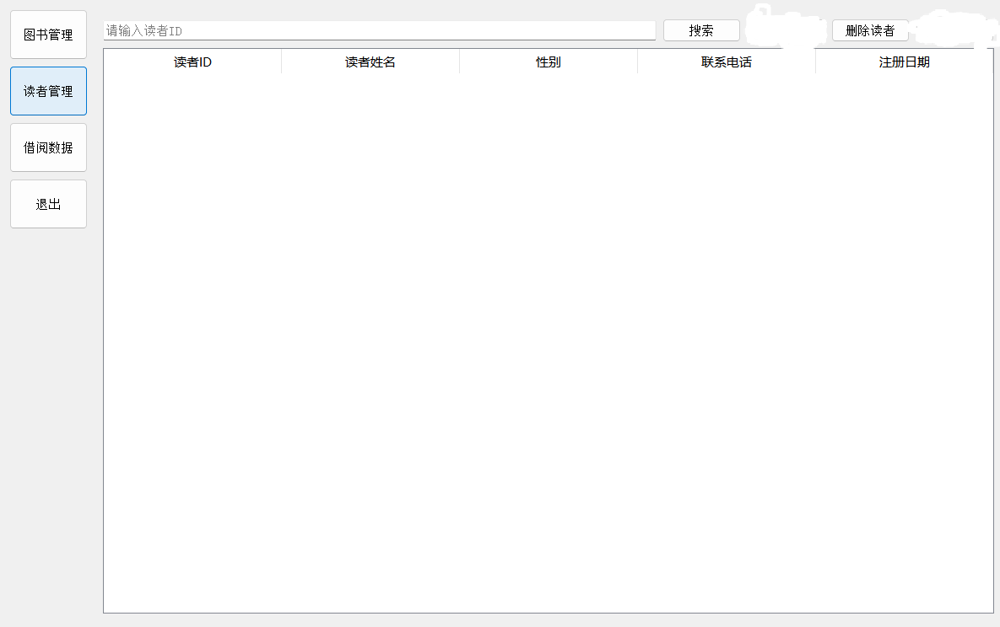 图书管理
读者管理
借阅数据
退出
请输入读者ID
搜索
删除读者
读者ID
读者姓名
性别
联系电话
注册日期